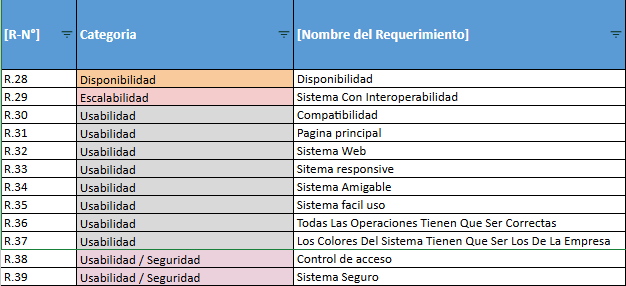 [R-N°] Categoria [Nombre del Requerimiento]
R.28 Disponibilidad Disponibilidad
R.29 Escalabilidad Sistema Con Interoperabilidad
R.30 Usabilidad Compatibilidad
R.31 Usabilidad Pagina principal
R.32 Usabilidad Sistema Web
R.33 Usabilidad Sitema responsive
R.34 Usabilidad Sistema Amigable
R.35 Usabilidad Sistema facil uso
R.36 Usabilidad Todas Las Operaciones Tienen Que Ser Correctas
R.37 Usabilidad Los Colores Del Sistema Tienen Que Ser Los De La Empresa
R.38 Usabilidad / Seguridad Control de acceso
R.39 Usabilidad / Seguridad Sistema Seguro